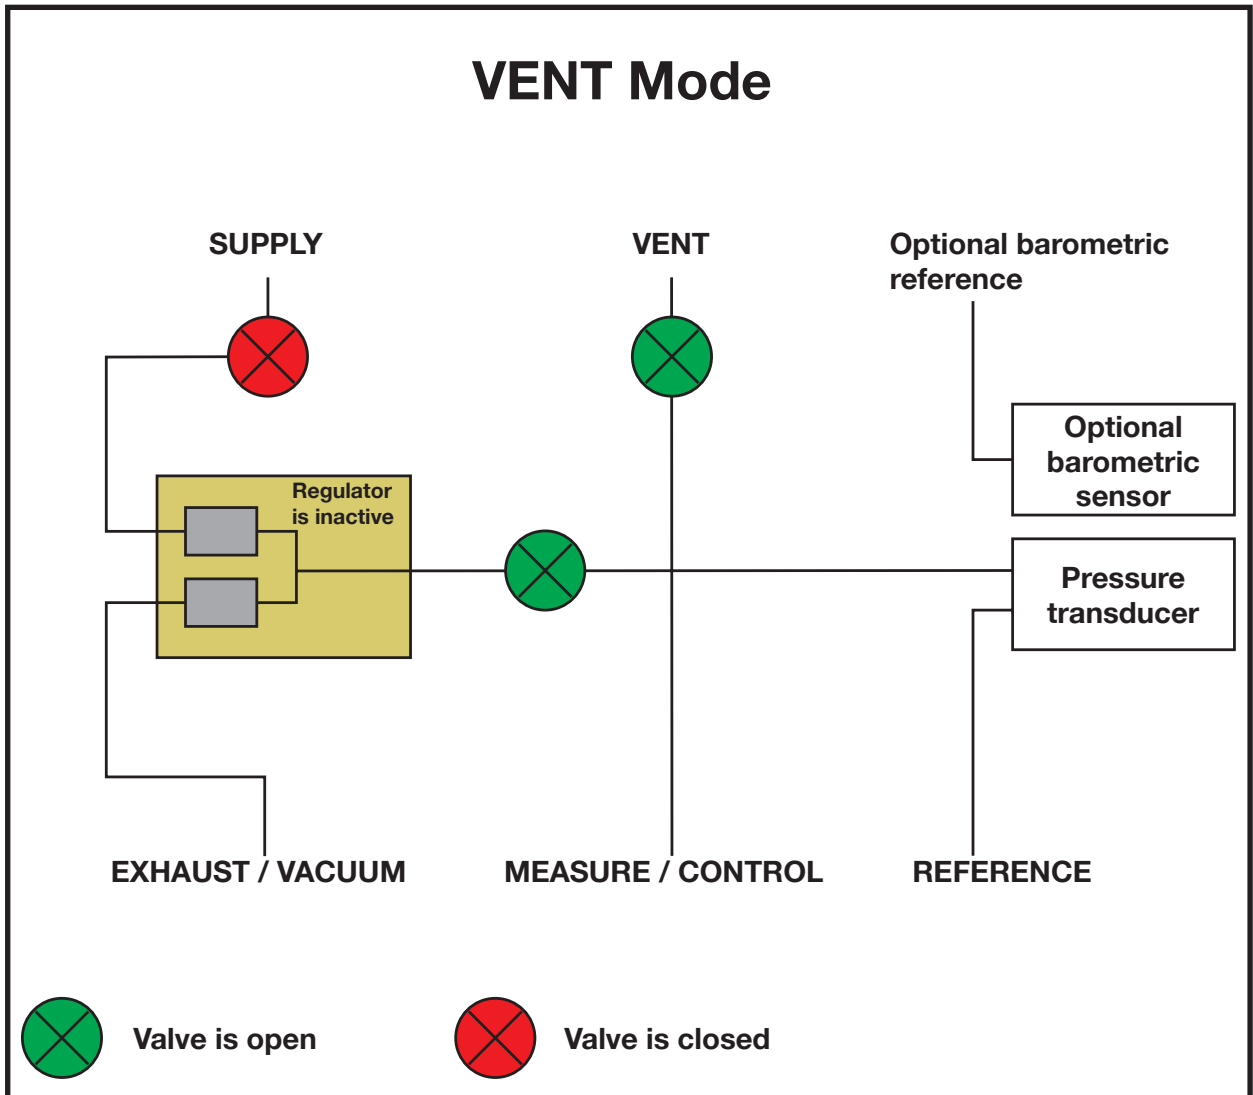 VENT Mode
SUPPLY
VENT
Optional barometric
reference
Optional
barometric
sensor
Regulator
is inactive
Pressure
transducer
EXHAUST / VACUUM
MEASURE / CONTROL
REFERENCE
Valve is open
Valve is closed